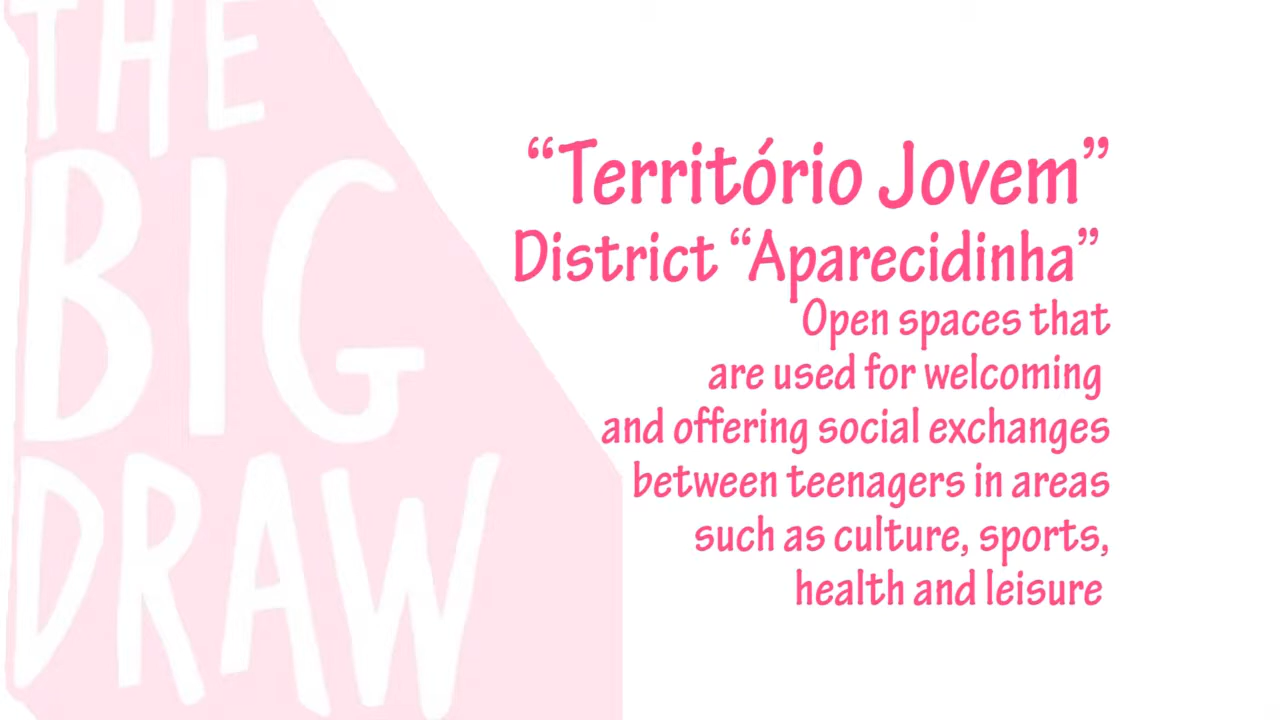 THE
BIG
DRAW
“Território Jovem”
District “Aparecidinha”
Open spaces that
are used for welcoming
and offering social exchanges
between teenagers in areas
such as culture, sports,
health and leisure